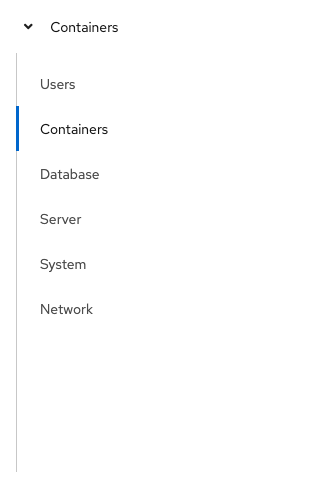 Containers
Users
Containers
Database
Server
System
Network